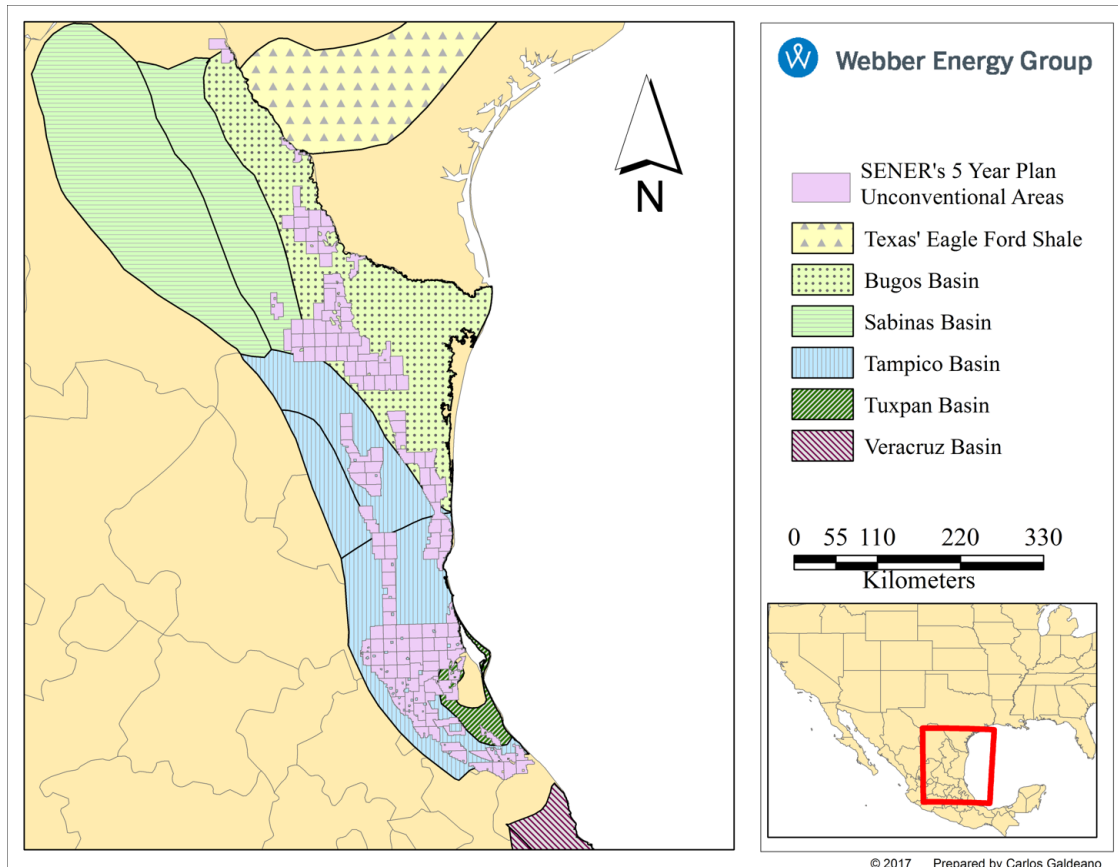 W Webber Energy Group
N
SENER's 5 Year Plan
Unconventional Areas
Texas' Eagle Ford Shale
Bugos Basin
Sabinas Basin
Tampico Basin
Tuxpan Basin
Veracruz Basin
0 55 110 220 330
Kilometers
© 2017 Prepared by Carlos Galdeano